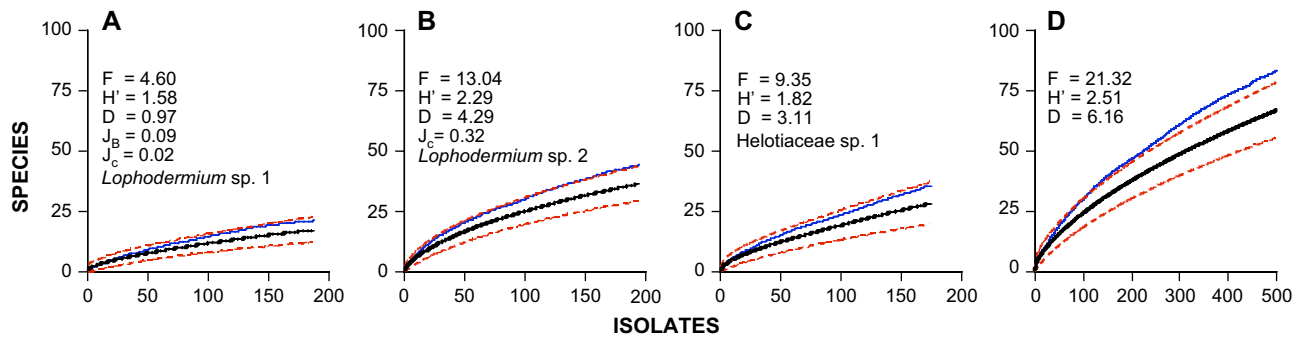 A
100
75
50
25
0
F = 4.60
H' = 1.58
D = 0.97
J_B = 0.09
J_c = 0.02
Lophodermium sp. 1
0 50 100 150 200
B
100
75
50
25
0
F = 13.04
H' = 2.29
D = 4.29
J_c = 0.32
Lophodermium sp. 2
0 50 100 150 200
C
100
75
50
25
0
F = 9.35
H' = 1.82
D = 3.11
Helotiaceae sp. 1
0 50 100 150 200
D
100
75
50
25
0
F = 21.32
H' = 2.51
D = 6.16
0 100 200 300 400 500
SPECIES
ISOLATES